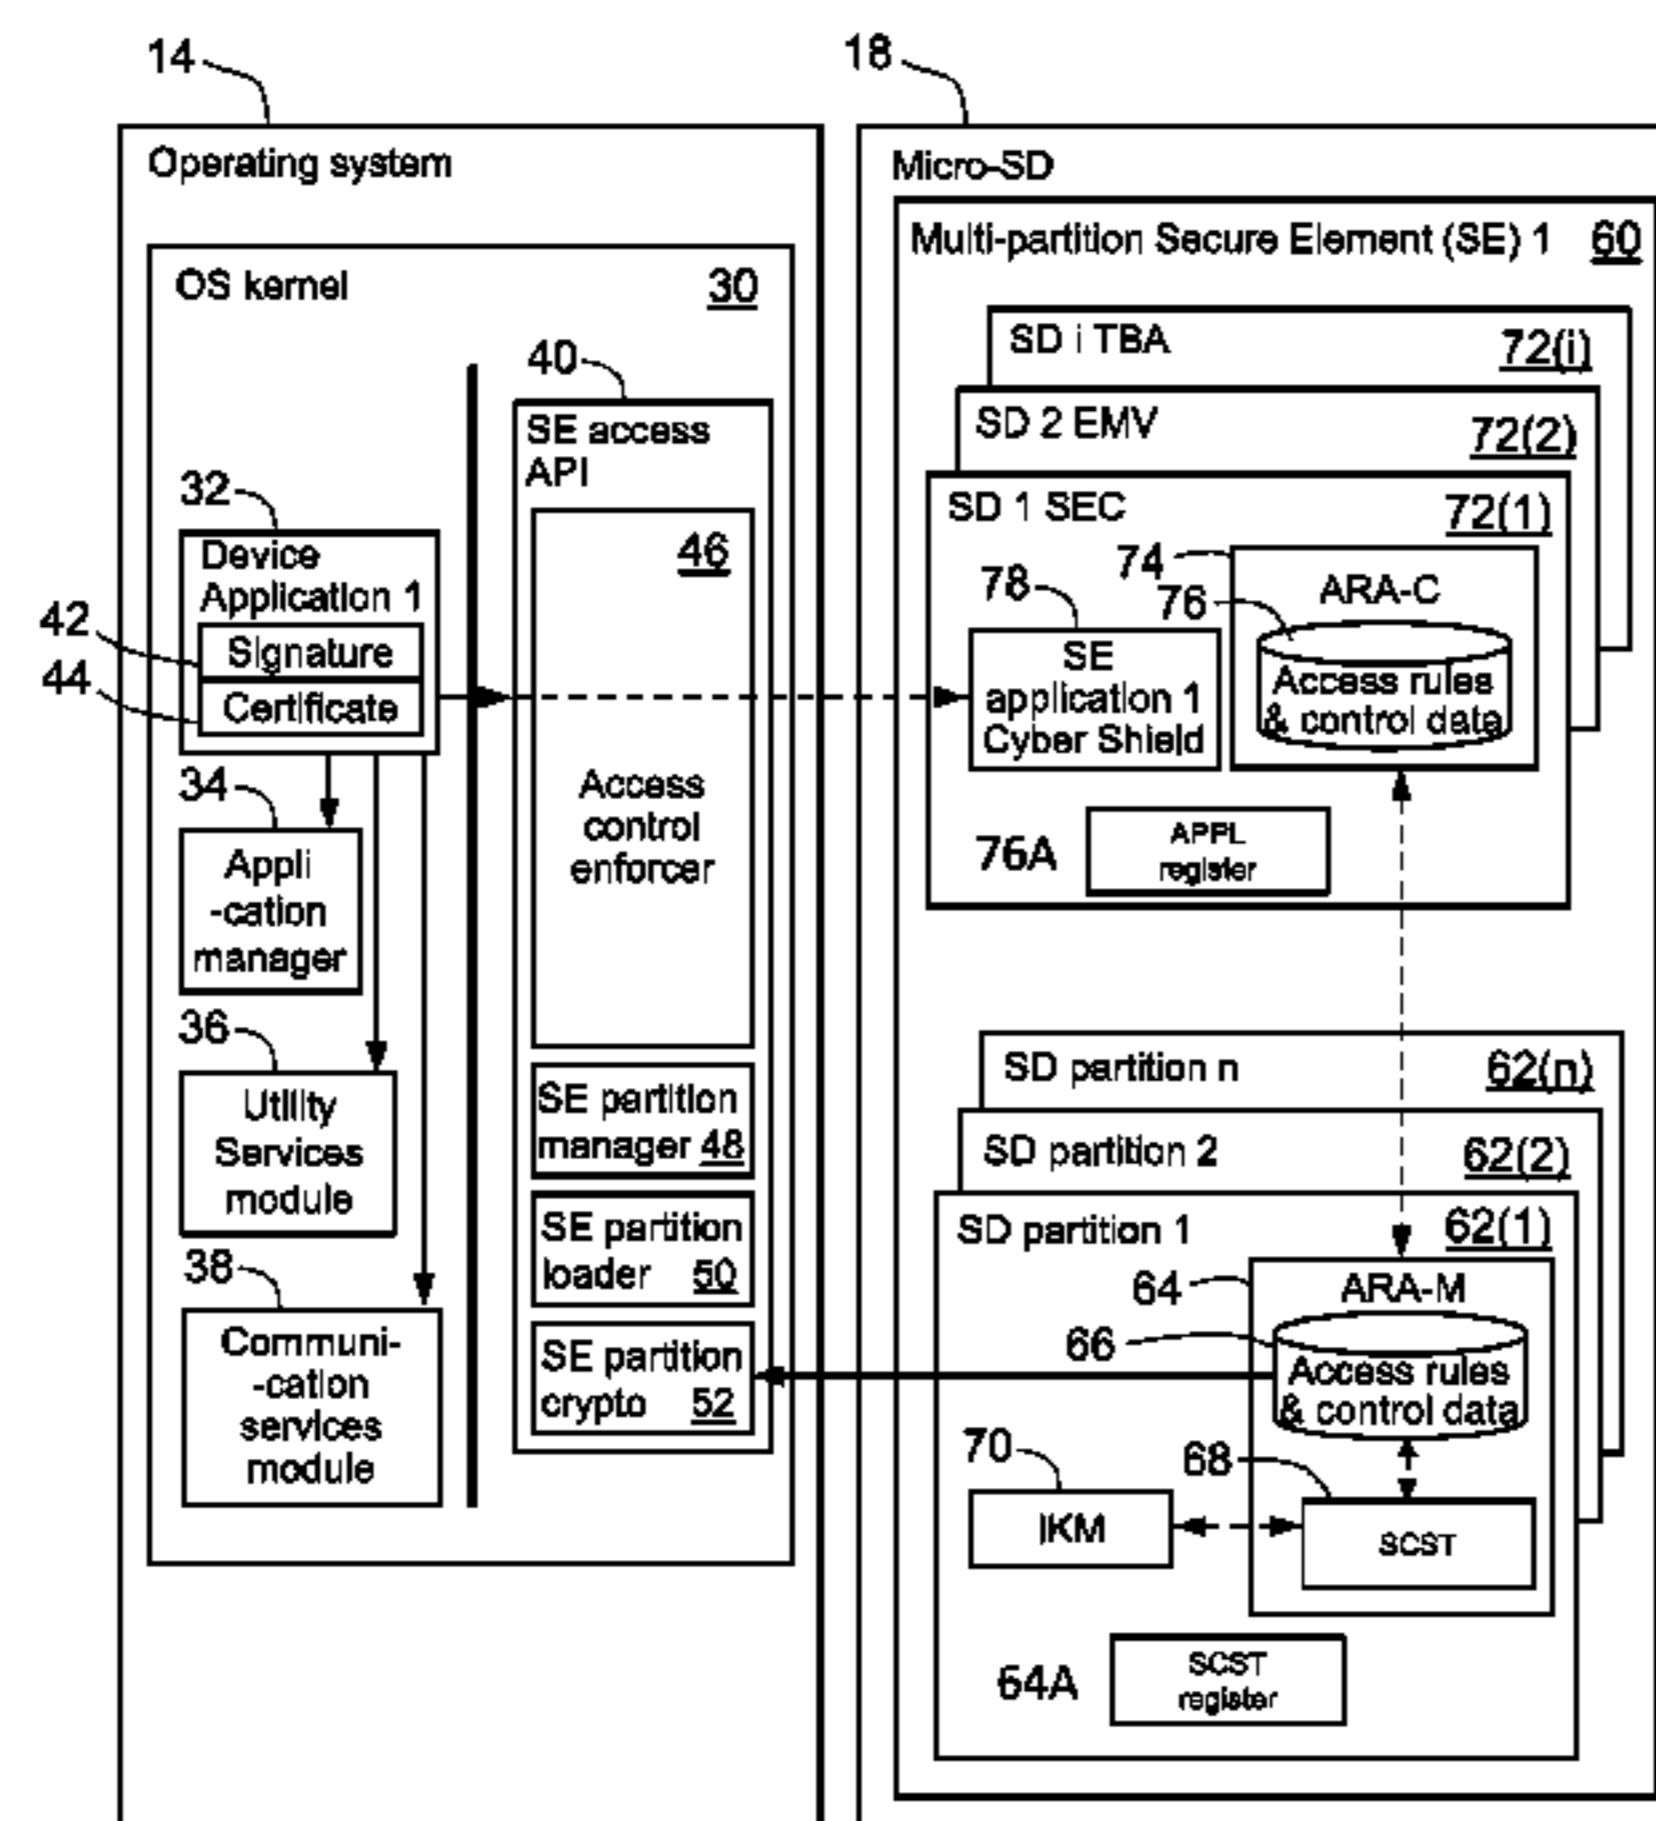 14
18
Operating system
Micro-SD
Multi-partition Secure Element (SE) 1 60
OS kernel 30
SD i TBA 72(i)
40
SD 2 EMV 72(2)
SE access
API
32
SD 1 SEC 72(1)
Device
Application 1
46
74
ARA-C
78
76
42
Signature
SE
application 1
Cyber Shield
Access rules
& control data
44
Certificate
34
Access
control
enforcer
APPL
register
76A
Appli
-cation
manager
36
SD partition n 62(n)
Utility
Services
module
SE partition
manager 48
SD partition 2 62(2)
SD partition 1 62(1)
SE partition
loader 50
38
64
ARA-M
66
Communi-
-cation
services
module
SE partition
crypto 52
Access rules
& control data
70
68
IKM
SCST
64A
SCST
register